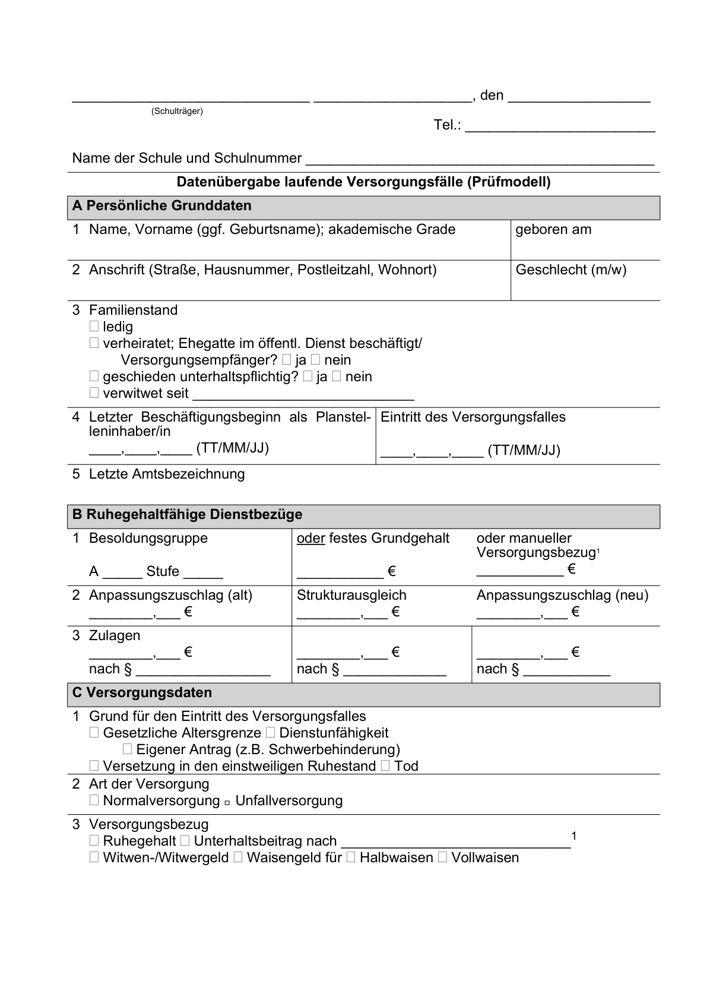 ______________________________ ____________________, den __________________
(Schulträger)
Tel.: ________________________
Name der Schule und Schulnummer ____________________________________________
Datenübergabe laufende Versorgungsfälle (Prüfmodell)
A Persönliche Grunddaten
1 Name, Vorname (ggf. Geburtsname); akademische Grade geboren am
2 Anschrift (Straße, Hausnummer, Postleitzahl, Wohnort) Geschlecht (m/w)
3 Familienstand
☐ ledig
☐ verheiratet; Ehegatte im öffentl. Dienst beschäftigt/
Versorgungsempfänger? ☐ ja ☐ nein
☐ geschieden unterhaltspflichtig? ☐ ja ☐ nein
☐ verwitwet seit ____________________________
4 Letzter Beschäftigungsbeginn als Planstel- Eintritt des Versorgungsfalles
leninhaber/in
____,____,____ (TT/MM/JJ) ____,____,____ (TT/MM/JJ)
5 Letzte Amtsbezeichnung
B Ruhegehaltfähige Dienstbezüge
1 Besoldungsgruppe oder festes Grundgehalt oder manueller
Versorgungsbezug¹
A _____ Stufe _____ ___________ € ___________ €
2 Anpassungszuschlag (alt) Strukturausgleich Anpassungszuschlag (neu)
________,___ € ________,___ € ________,___ €
3 Zulagen
________,___ € ________,___ € ________,___ €
nach § _________________ nach § _____________ nach § ___________
C Versorgungsdaten
1 Grund für den Eintritt des Versorgungsfalles
☐ Gesetzliche Altersgrenze ☐ Dienstunfähigkeit
☐ Eigener Antrag (z.B. Schwerbehinderung)
☐ Versetzung in den einstweiligen Ruhestand ☐ Tod
2 Art der Versorgung
☐ Normalversorgung ☐ Unfallversorgung
3 Versorgungsbezug
☐ Ruhegehalt ☐ Unterhaltsbeitrag nach _____________________________¹
☐ Witwen-/Witwergeld ☐ Waisengeld für ☐ Halbwaisen ☐ Vollwaisen